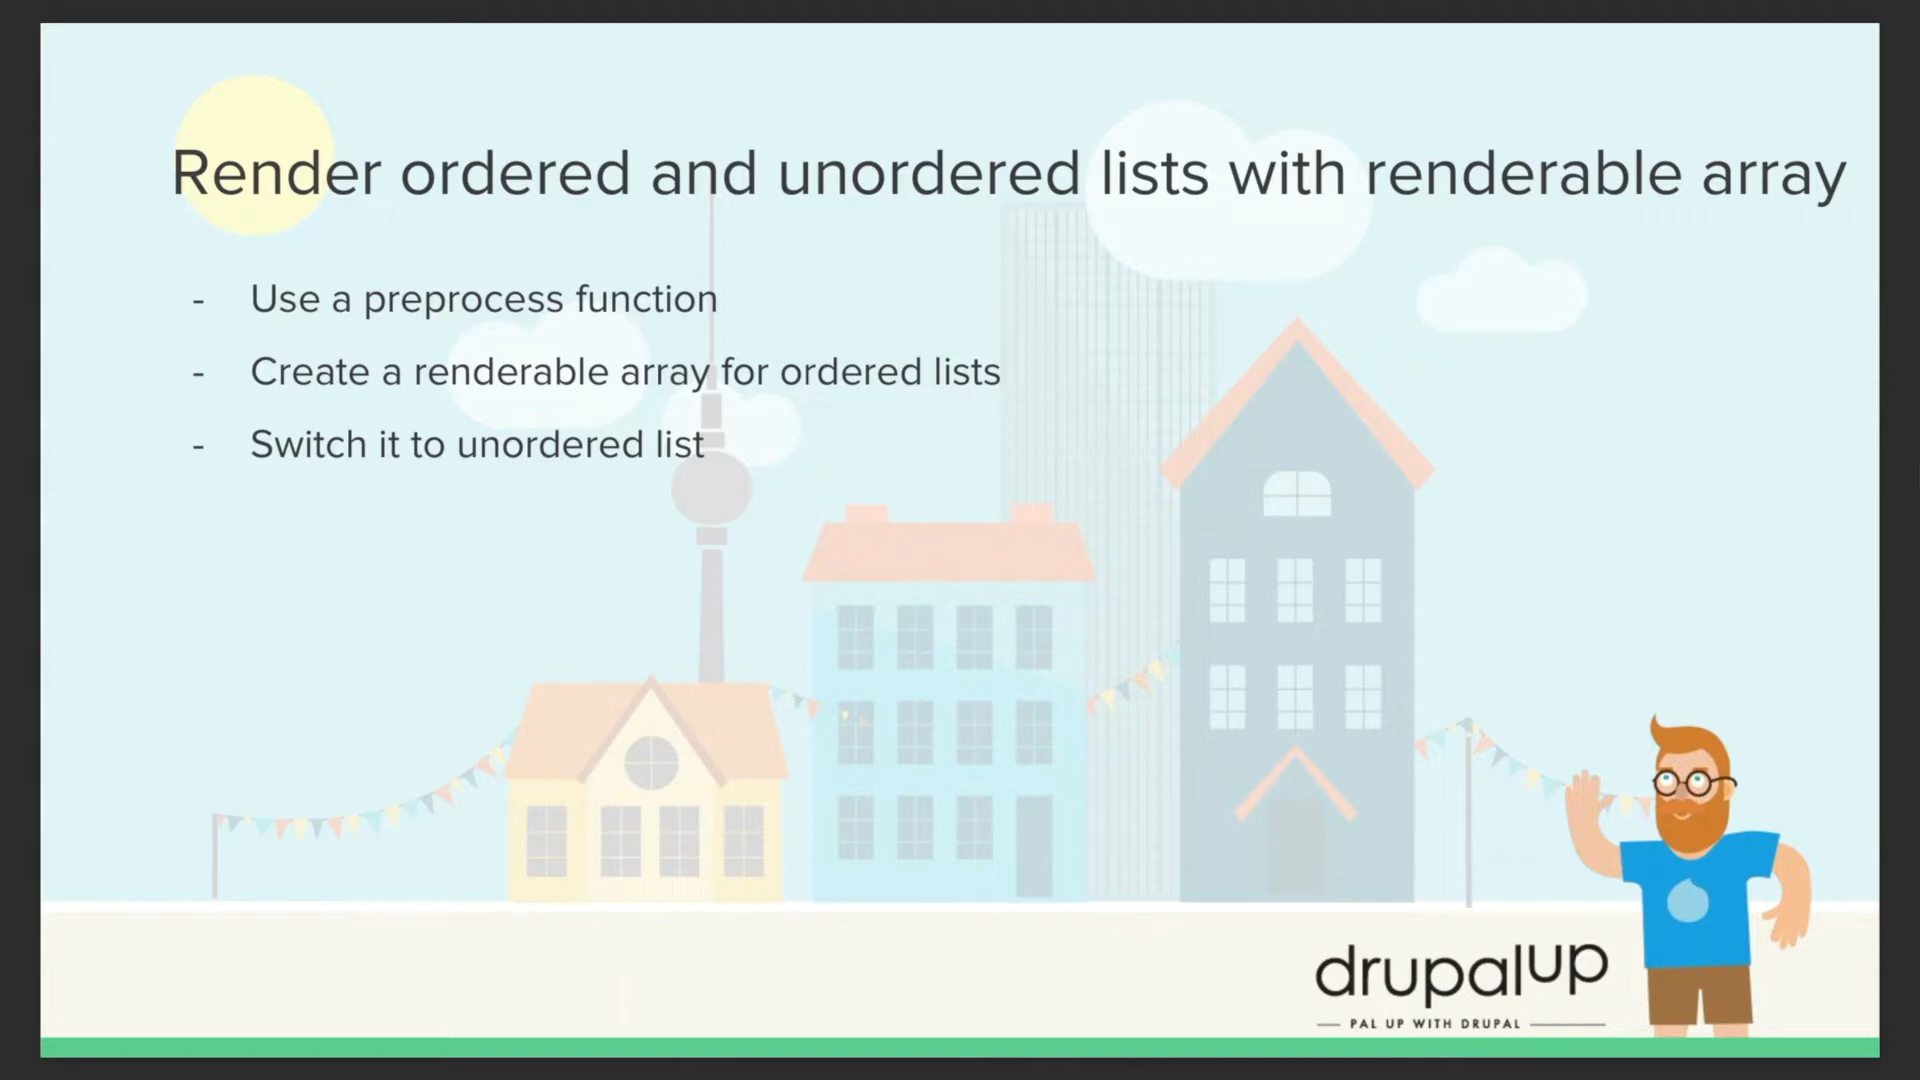 Render ordered and unordered lists with renderable array
- Use a preprocess function
- Create a renderable array for ordered lists
- Switch it to unordered list
drupalup
PAL UP WITH DRUPAL